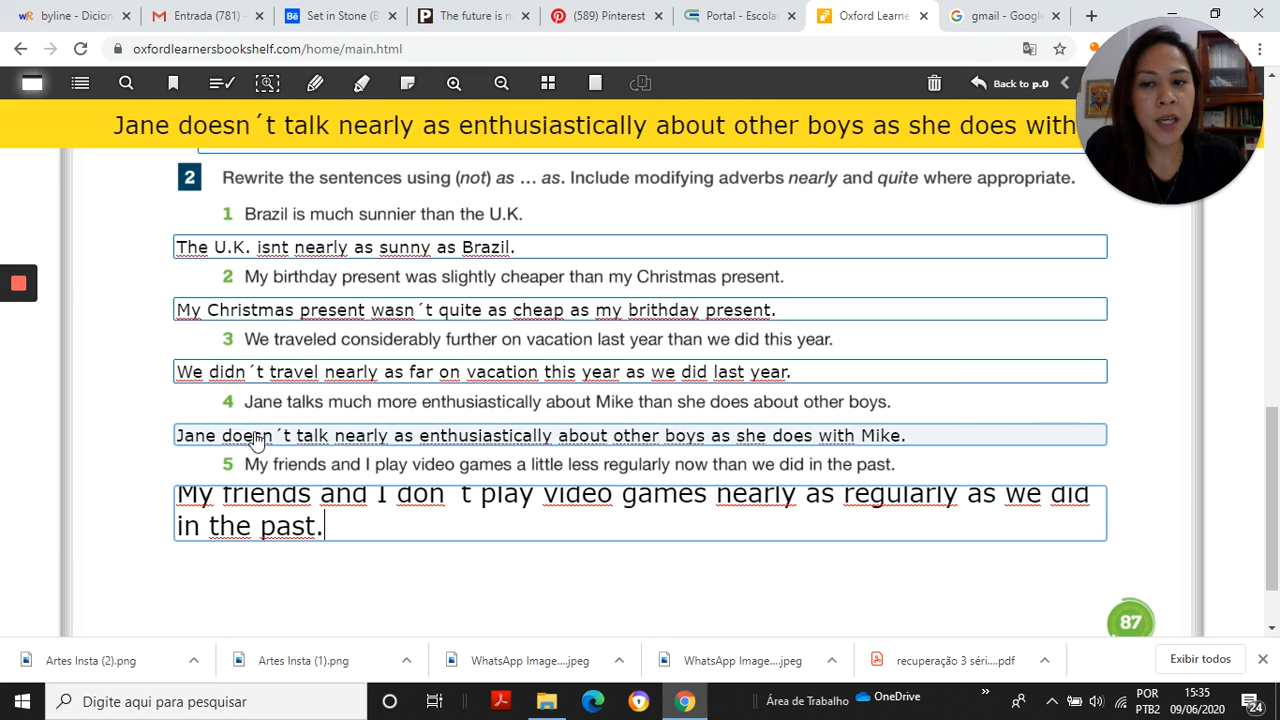 byline - Dicion
Entrada (781) -
Set in Stone (B
The future is n
(589) Pinterest
Portal - Escola
Oxford Learne
gmail - Google
oxfordlearnersbookshelf.com/home/main.html
Back to p.0
Jane doesn´t talk nearly as enthusiastically about other boys as she does with
2 Rewrite the sentences using (not) as … as. Include modifying adverbs nearly and quite where appropriate.
1 Brazil is much sunnier than the U.K.
The U.K. isnt nearly as sunny as Brazil.
2 My birthday present was slightly cheaper than my Christmas present.
My Christmas present wasn´t quite as cheap as my brithday present.
3 We traveled considerably further on vacation last year than we did this year.
We didn´t travel nearly as far on vacation this year as we did last year.
4 Jane talks much more enthusiastically about Mike than she does about other boys.
Jane doesn´t talk nearly as enthusiastically about other boys as she does with Mike.
5 My friends and I play video games a little less regularly now than we did in the past.
My friends and I don´t play video games nearly as regularly as we did
in the past.
87
Artes Insta (2).png
Artes Insta (1).png
WhatsApp Image....jpeg
WhatsApp Image....jpeg
recuperação 3 séri....pdf
Exibir todos
Digite aqui para pesquisar
Área de Trabalho
OneDrive
POR
PTB2
15:35
09/06/2020
24